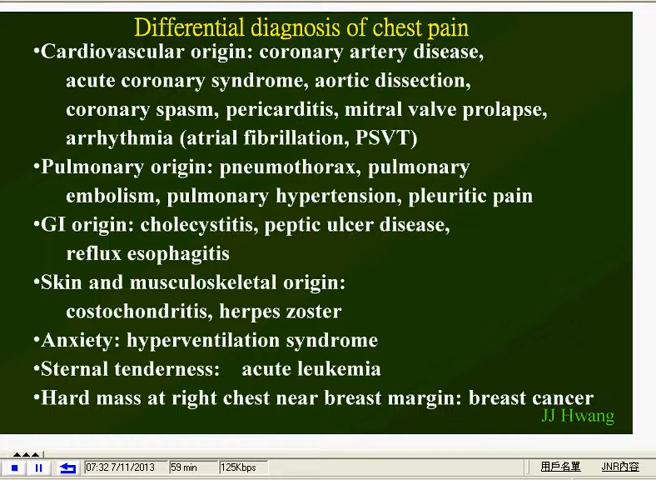 Differential diagnosis of chest pain
•Cardiovascular origin: coronary artery disease,
acute coronary syndrome, aortic dissection,
coronary spasm, pericarditis, mitral valve prolapse,
arrhythmia (atrial fibrillation, PSVT)
•Pulmonary origin: pneumothorax, pulmonary
embolism, pulmonary hypertension, pleuritic pain
•GI origin: cholecystitis, peptic ulcer disease,
reflux esophagitis
•Skin and musculoskeletal origin:
costochondritis, herpes zoster
•Anxiety: hyperventilation syndrome
•Sternal tenderness: acute leukemia
•Hard mass at right chest near breast margin: breast cancer
JJ Hwang
07:32 7/11/2013 59 min 125Kbps 用戶名單 JNR內容